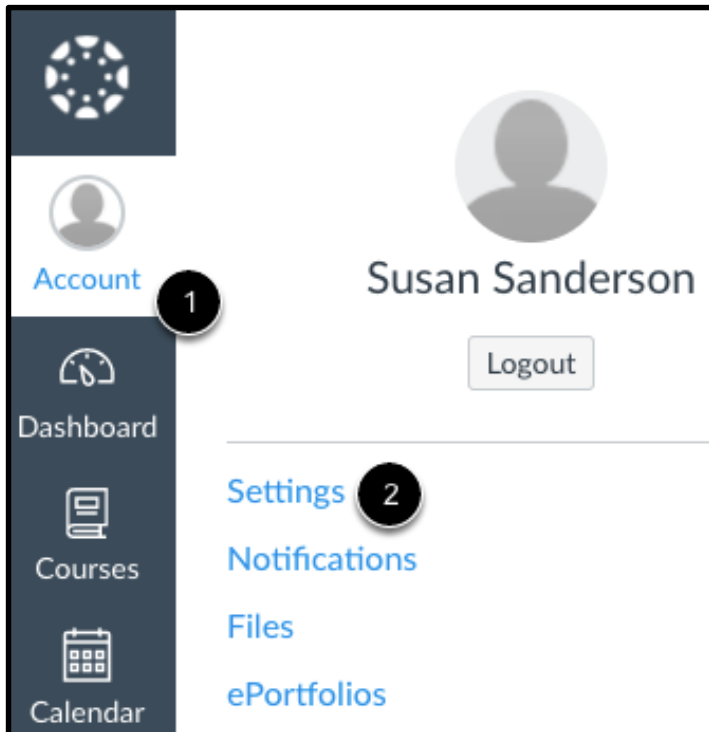 Account
1
Dashboard
Courses
Calendar
Susan Sanderson
Logout
Settings 2
Notifications
Files
ePortfolios